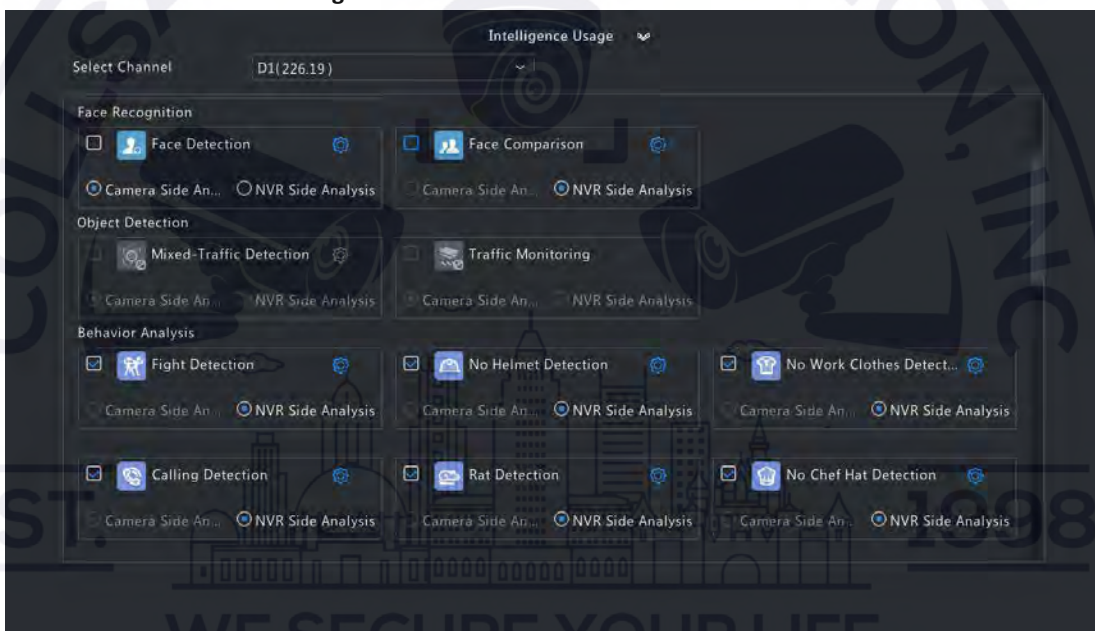 Intelligence Usage
Select Channel D1(226.19)
Face Recognition
Face Detection Face Comparison
Camera Side An... NVR Side Analysis Camera Side An... NVR Side Analysis
Object Detection
Mixed-Traffic Detection Traffic Monitoring
Camera Side An... NVR Side Analysis Camera Side An... NVR Side Analysis
Behavior Analysis
Fight Detection No Helmet Detection No Work Clothes Detect...
Camera Side An... NVR Side Analysis Camera Side An... NVR Side Analysis Camera Side An... NVR Side Analysis
Calling Detection Rat Detection No Chef Hat Detection
Camera Side An... NVR Side Analysis Camera Side An... NVR Side Analysis Camera Side An... NVR Side Analysis
EST. 1998
WE SECURE YOUR LIFE